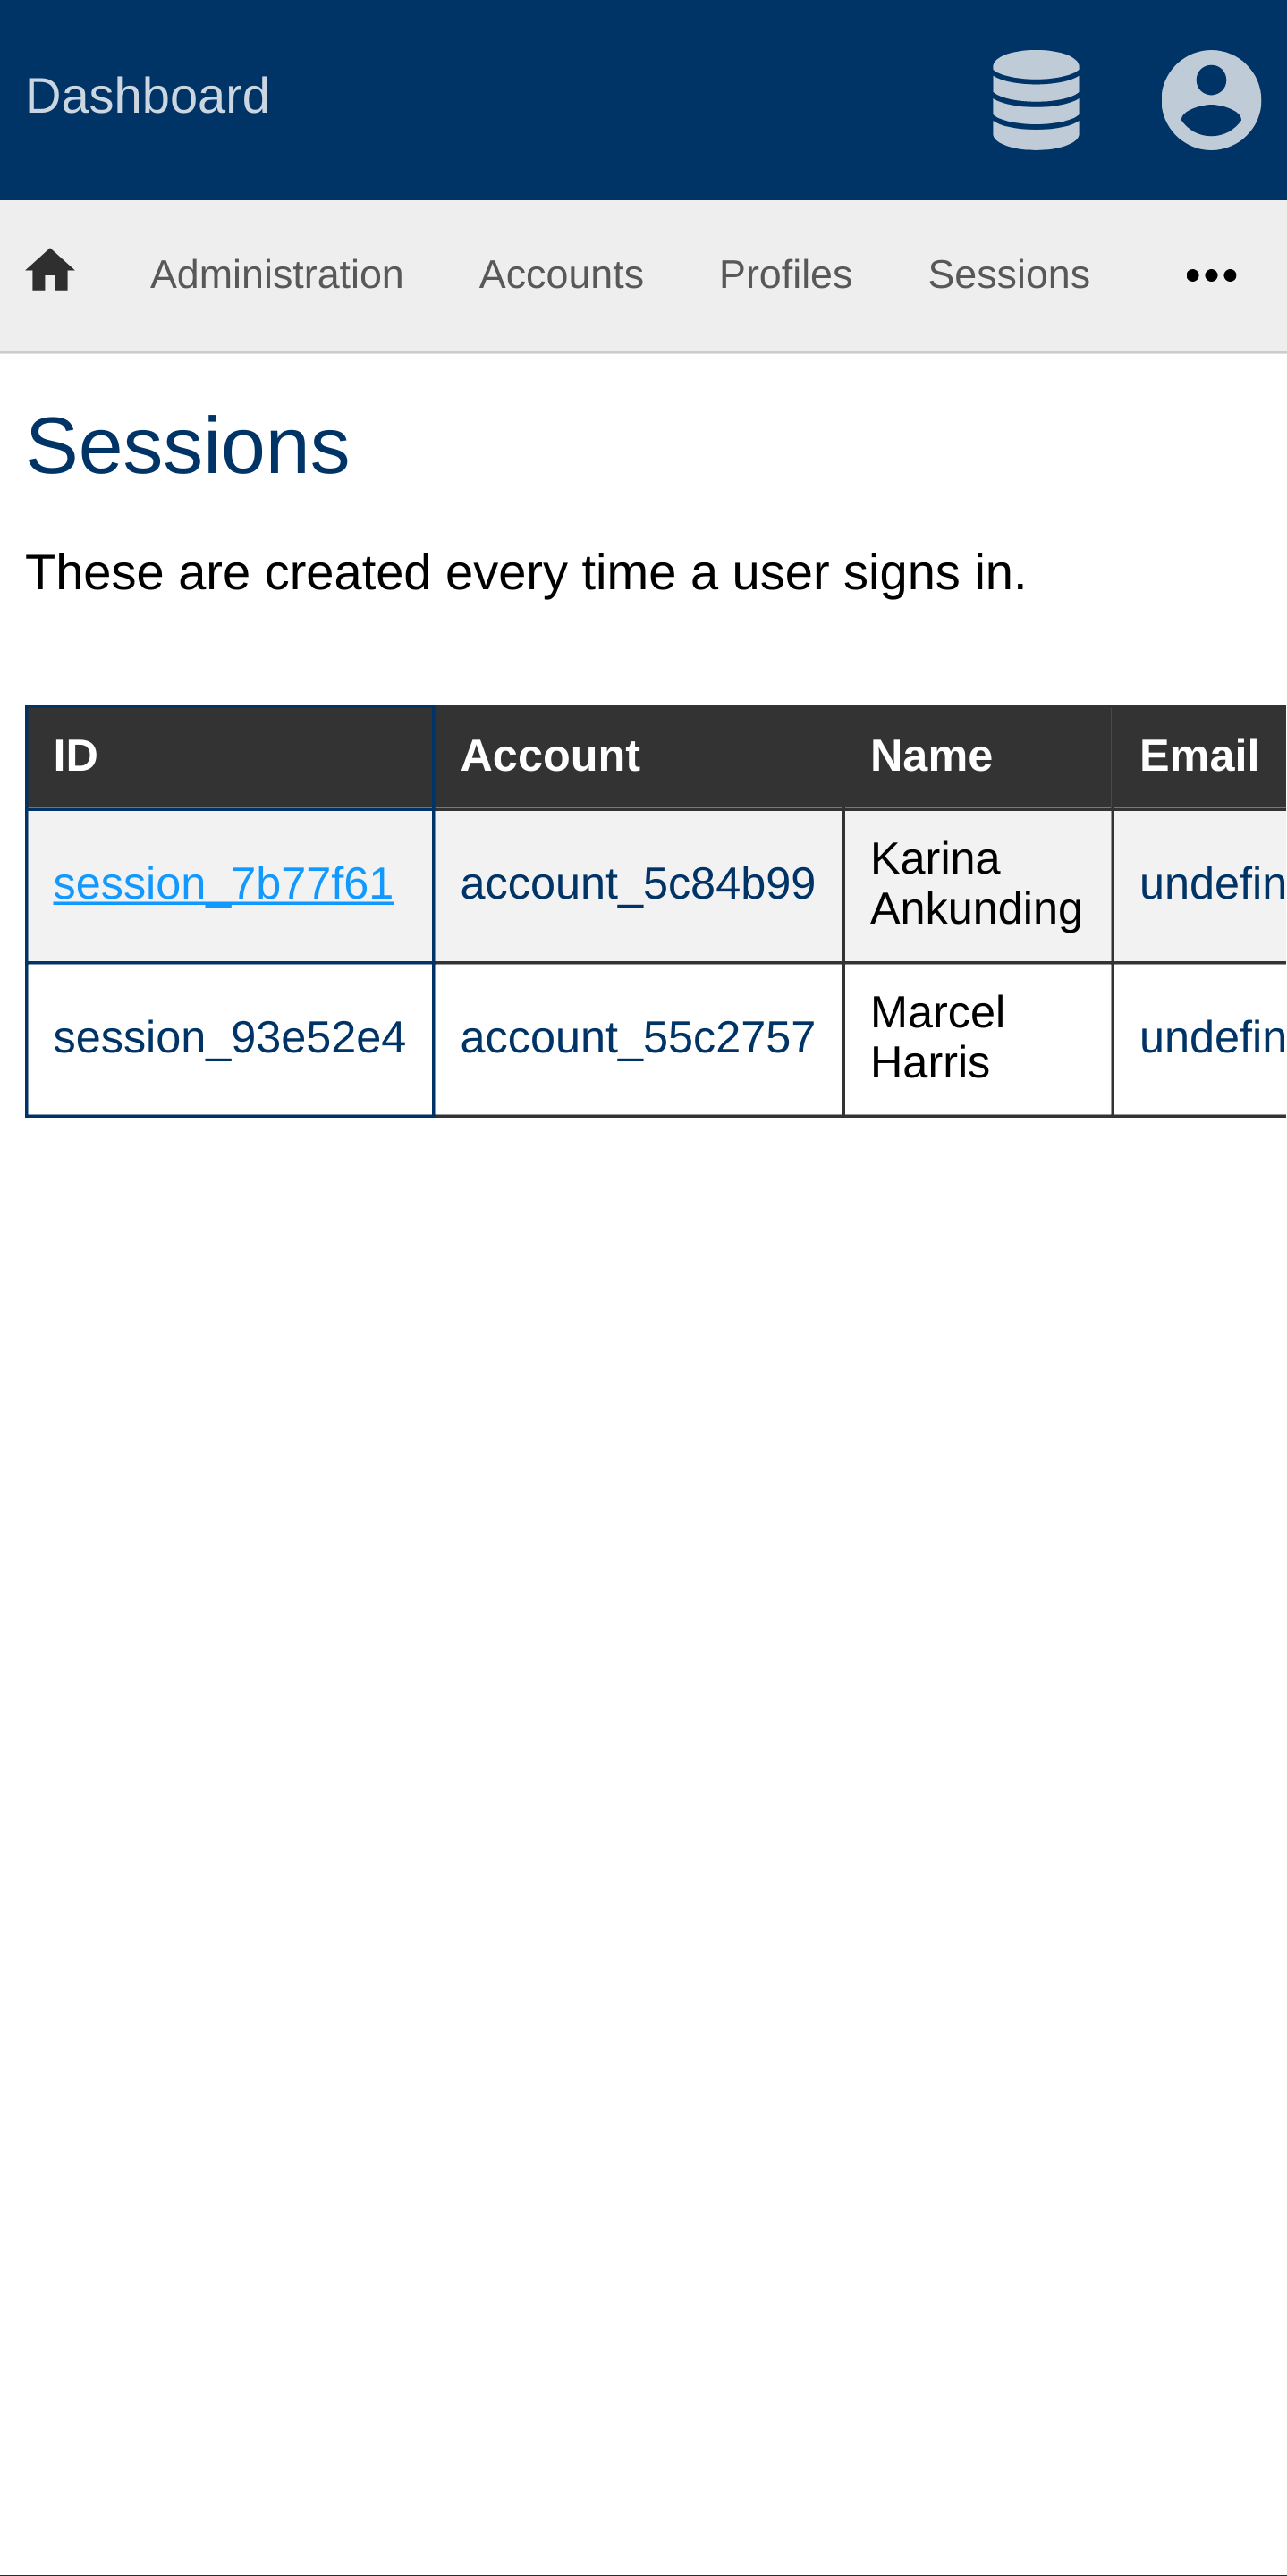 Dashboard
Administration Accounts Profiles Sessions
Sessions
These are created every time a user signs in.
ID Account Name Email
session_7b77f61 account_5c84b99 Karina Ankunding undefin
session_93e52e4 account_55c2757 Marcel Harris undefin